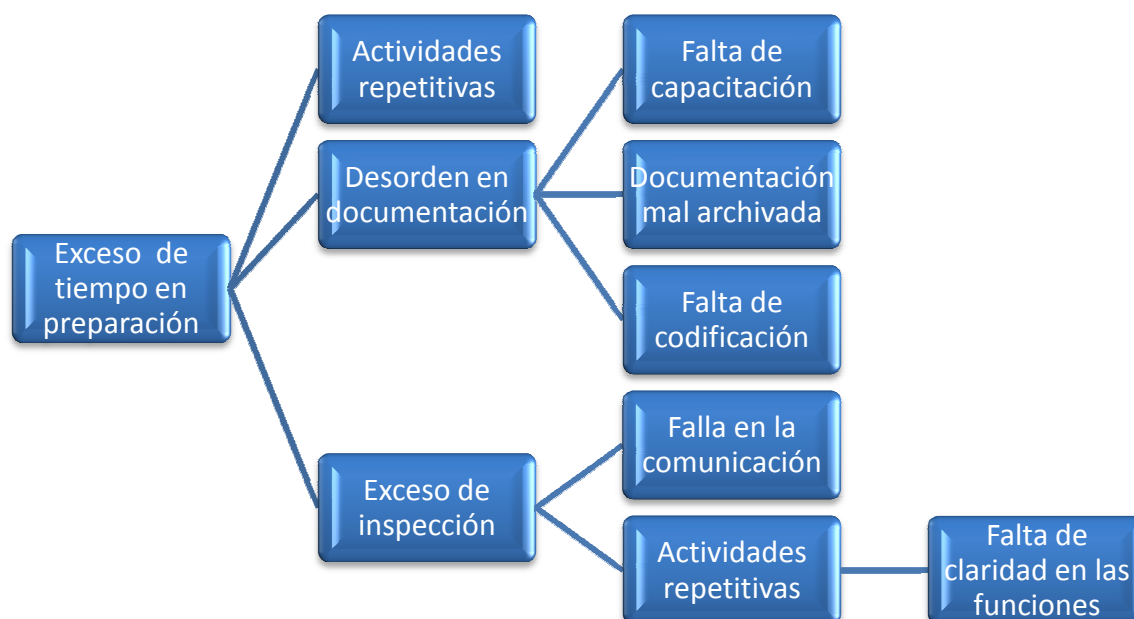 Actividades
repetitivas
Falta de
capacitación
Desorden en
documentación
Documentación
mal archivada
Exceso de
tiempo en
preparación
Falta de
codificación
Falla en la
comunicación
Exceso de
inspección
Actividades
repetitivas
Falta de
claridad en las
funciones